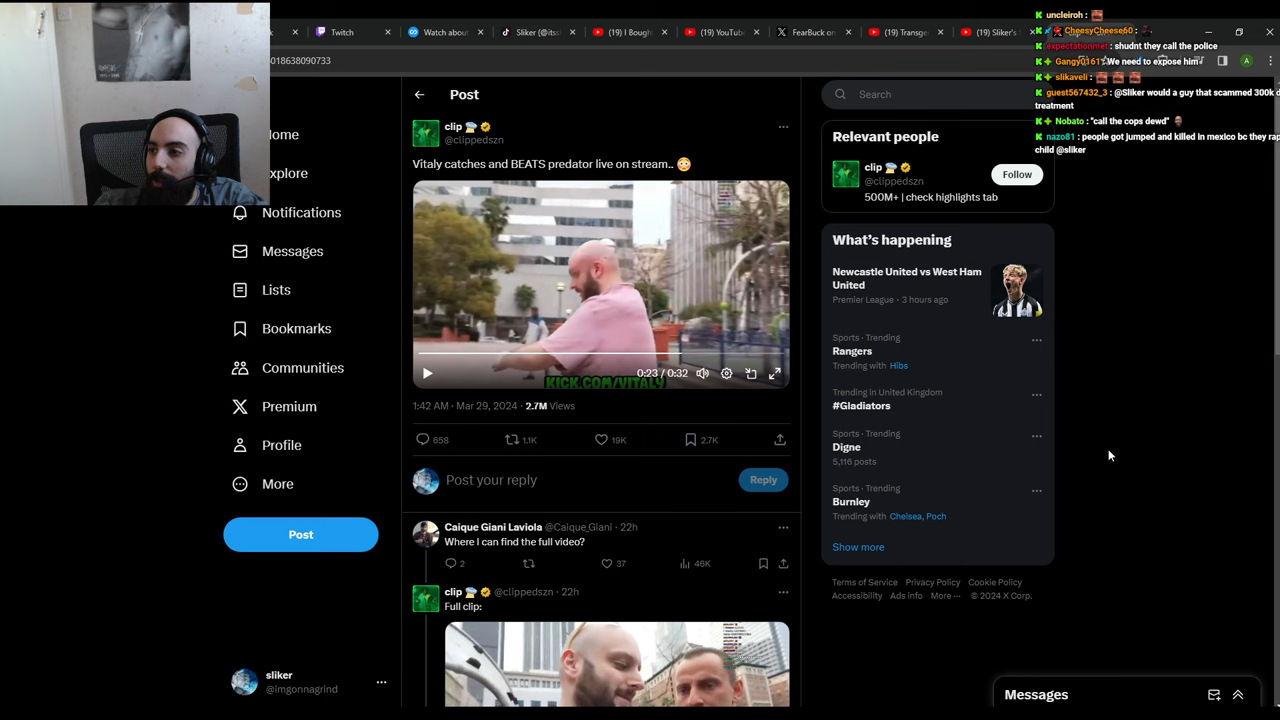 Twitch
Watch about
Sliker (@itss
(19) I Bough
(19) YouTub
FearBuck on
(19) Transge
(19) Sliker's
018638090733
Home
Explore
Notifications
Messages
Lists
Bookmarks
Communities
Premium
Profile
More
Post
sliker
@imgonnagrind
Post
clip
@clippedszn
Vitaly catches and BEATS predator live on stream..
KICK.COM/VITALY
0:23 / 0:32
1:42 AM · Mar 29, 2024 · 2.7M Views
658 1.1K 19K 2.7K
Post your reply
Reply
Caique Giani Laviola @Caique_Giani · 22h
Where I can find the full video?
2 37 46K
clip @clippedszn · 22h
Full clip:
Search
Relevant people
clip
@clippedszn
Follow
500M+ | check highlights tab
What's happening
Newcastle United vs West Ham
United
Premier League · 3 hours ago
Sports · Trending
Rangers
Trending with Hibs
Trending in United Kingdom
#Gladiators
Sports · Trending
Digne
5,116 posts
Sports · Trending
Burnley
Trending with Chelsea, Poch
Show more
Terms of Service Privacy Policy Cookie Policy
Accessibility Ads info More ··· © 2024 X Corp.
Messages
uncleiroh :
CheesyCheese60 :
expectationmet : shudnt they call the police
Gangy0161 : We need to expose him
slikaveli :
guest567432_3 : @Sliker would a guy that scammed 300k d
treatment
Nobato : "call the cops dewd"
nazo81 : people got jumped and killed in mexico bc they rap
child @sliker